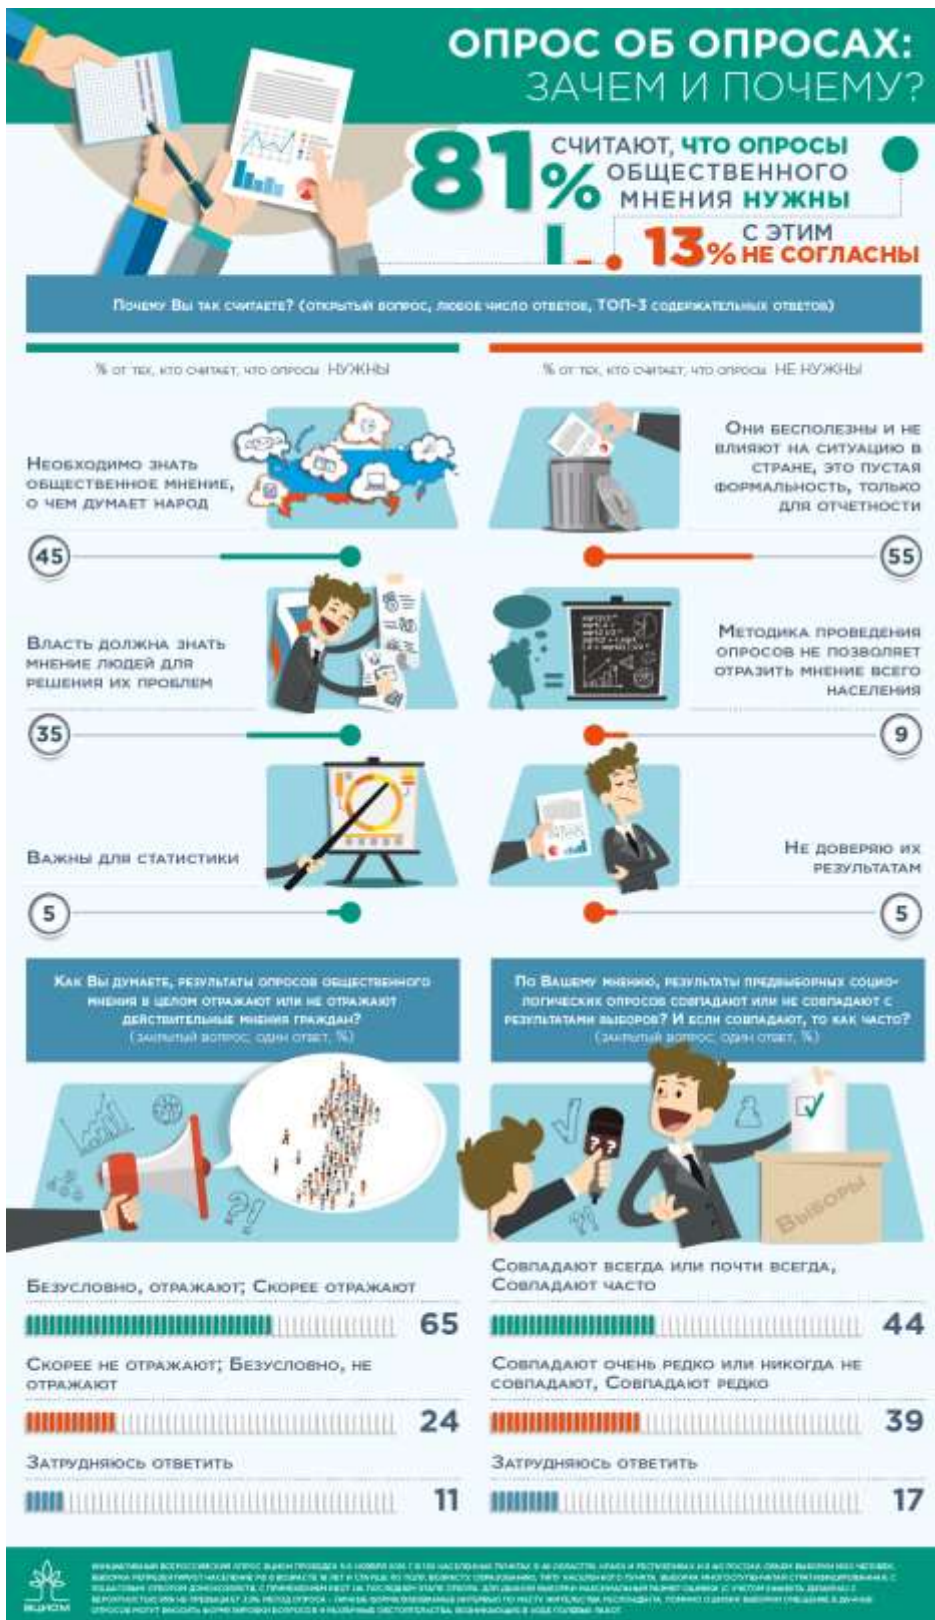 ОПРОС ОБ ОПРОСАХ:
ЗАЧЕМ И ПОЧЕМУ?
81% СЧИТАЮТ, ЧТО ОПРОСЫ
ОБЩЕСТВЕННОГО
МНЕНИЯ НУЖНЫ
13% С ЭТИМ
НЕ СОГЛАСНЫ
Почему Вы так считаете? (открытый вопрос, любое число ответов, ТОП-3 содержательных ответов)
% от тех, кто считает, что опросы НУЖНЫ
Необходимо знать
общественное мнение,
о чем думает народ
45
Власть должна знать
мнение людей для
решения их проблем
35
Важны для статистики
5
% от тех, кто считает, что опросы НЕ НУЖНЫ
Они бесполезны и не
влияют на ситуацию в
стране, это пустая
формальность, только
для отчетности
55
Методика проведения
опросов не позволяет
отразить мнение всего
населения
9
Не доверяю их
результатам
5
Как Вы думаете, результаты опросов общественного
мнения в целом отражают или не отражают
действительные мнения граждан?
(закрытый вопрос, один ответ, %)
?!
Безусловно, отражают; Скорее отражают
65
Скорее не отражают; Безусловно, не
отражают
24
Затрудняюсь ответить
11
По Вашему мнению, результаты предвыборных социо-
логических опросов совпадают или не совпадают с
результатами выборов? И если совпадают, то как часто?
(закрытый вопрос, один ответ, %)
??
Выборы
Совпадают всегда или почти всегда,
Совпадают часто
44
Совпадают очень редко или никогда не
совпадают, Совпадают редко
39
Затрудняюсь ответить
17
ВЦИОМ